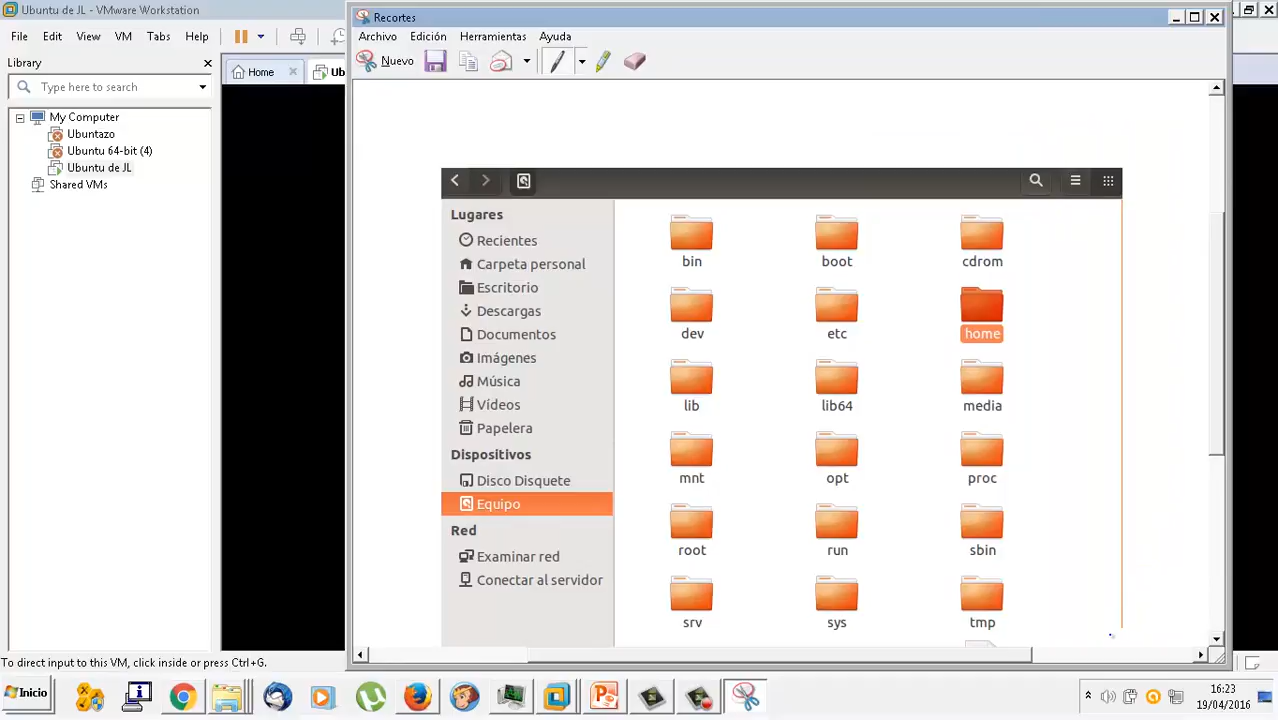 Ubuntu de JL - VMware Workstation
File Edit View VM Tabs Help
Library
Type here to search
My Computer
Ubuntazo
Ubuntu 64-bit (4)
Ubuntu de JL
Shared VMs
Home
Ub
Recortes
Archivo Edición Herramientas Ayuda
Nuevo
Lugares
Recientes
Carpeta personal
Escritorio
Descargas
Documentos
Imágenes
Música
Vídeos
Papelera
Dispositivos
Disco Disquete
Equipo
Red
Examinar red
Conectar al servidor
bin boot cdrom
dev etc home
lib lib64 media
mnt opt proc
root run sbin
srv sys tmp
To direct input to this VM, click inside or press Ctrl+G.
Inicio
16:23
19/04/2016